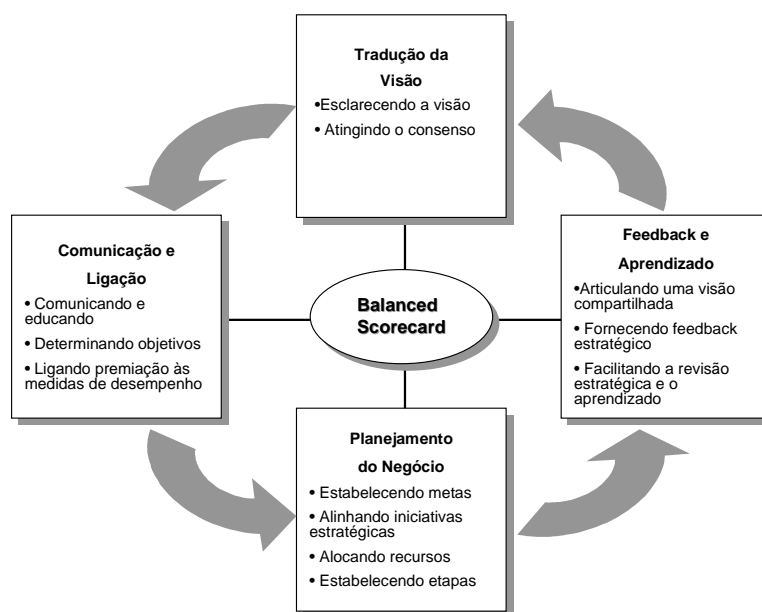 Tradução da
Visão
•Esclarecendo a visão
• Atingindo o consenso
Comunicação e
Ligação
• Comunicando e
educando
• Determinando objetivos
• Ligando premiação às
medidas de desempenho
Balanced
Scorecard
Feedback e
Aprendizado
•Articulando uma visão
compartilhada
• Fornecendo feedback
estratégico
• Facilitando a revisão
estratégica e o
aprendizado
Planejamento
do Negócio
• Estabelecendo metas
• Alinhando iniciativas
estratégicas
• Alocando recursos
• Estabelecendo etapas